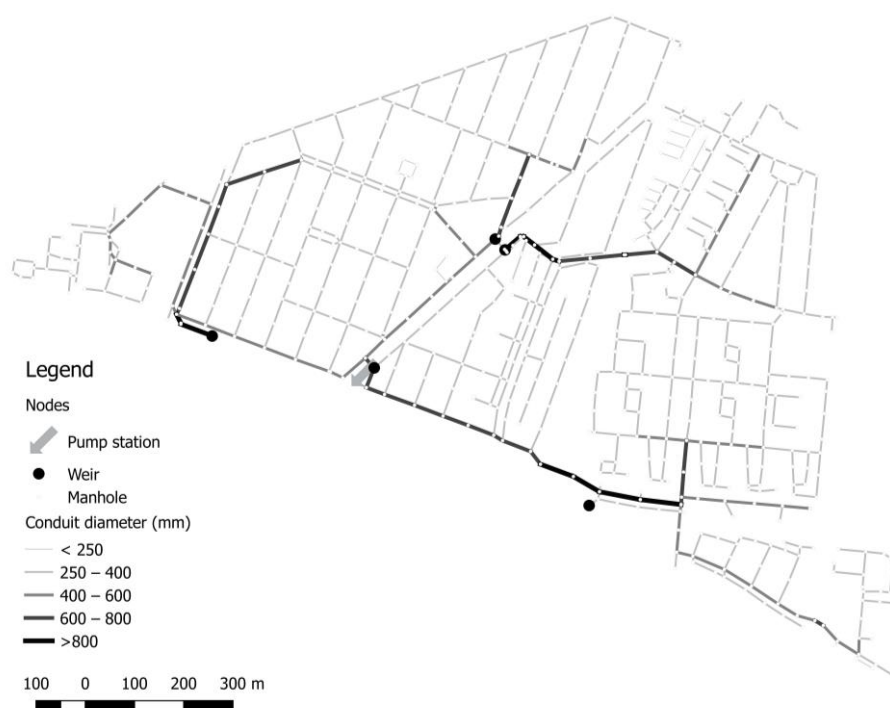 Legend
Nodes
Pump station
Weir
Manhole
Conduit diameter (mm)
< 250
250 – 400
400 – 600
600 – 800
>800
100 0 100 200 300 m